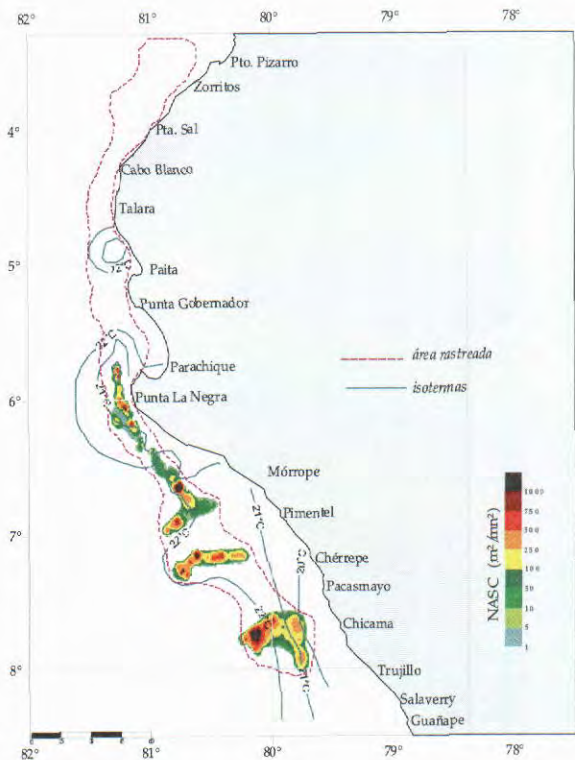 82° 81° 80° 79° 78°
Pto. Pizarro
Zorritos
4°
Pta. Sal
Cabo Blanco
Talara
5°
Paita
Punta Gobernador
área rastreada
Parachique
isotermas
6°
Punta La Negra
Mórrope
21°C
Pimentel
7°
22°C
20°C
Chérrepe
Pacasmayo
Chicama
8°
Trujillo
Salaverry
Guañape
NASC (m²/mn²)
1000
750
500
250
100
50
10
5
1
82° 81° 80° 79° 78°